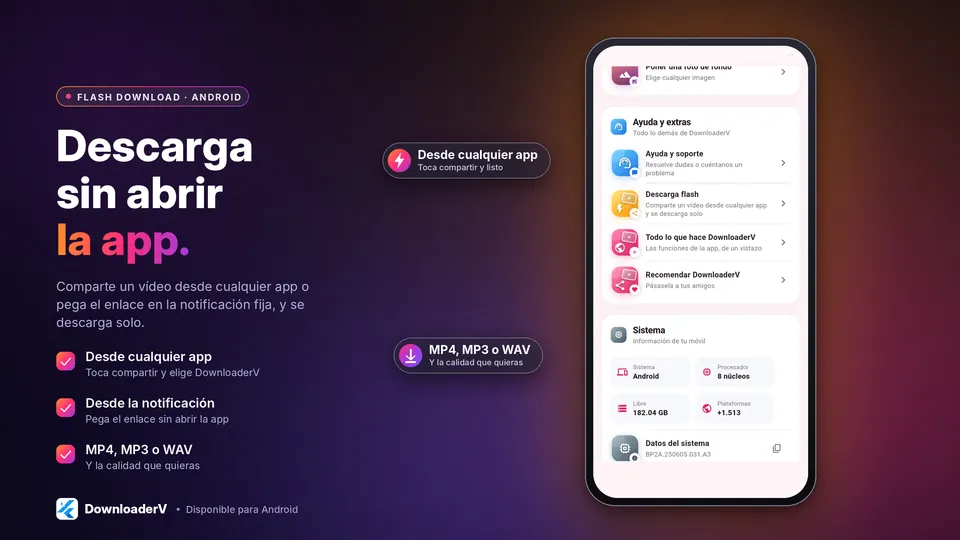 FLASH DOWNLOAD · ANDROID
Descarga
sin abrir
la app.
Comparte un vídeo desde cualquier app o
pega el enlace en la notificación fija, y se
descarga solo.
Desde cualquier app
Toca compartir y elige DownloaderV
Desde la notificación
Pega el enlace sin abrir la app
MP4, MP3 o WAV
Y la calidad que quieras
DownloaderV • Disponible para Android
Desde cualquier app
Toca compartir y listo
MP4, MP3 o WAV
Y la calidad que quieras
Poner una foto de fondo
Elige cualquier imagen
Ayuda y extras
Todo lo demás de DownloaderV
Ayuda y soporte
Resuelve dudas o cuéntanos un
problema
Descarga flash
Comparte un vídeo desde cualquier app
y se descarga solo
Todo lo que hace DownloaderV
Las funciones de la app, de un vistazo
Recomendar DownloaderV
Pásasela a tus amigos
Sistema
Información de tu móvil
Sistema
Android
Procesador
8 núcleos
Libre
182.04 GB
Plataformas
+1.513
Datos del sistema
BP2A.250605.031.A3